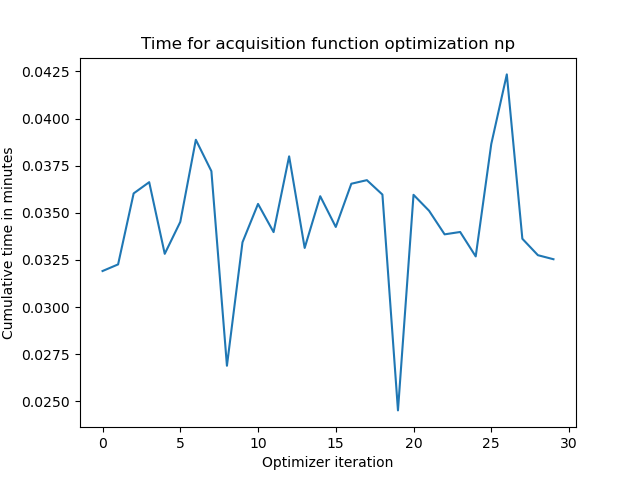 Time for acquisition function optimization np
Cumulative time in minutes
0.0425
0.0400
0.0375
0.0350
0.0325
0.0300
0.0275
0.0250
0 5 10 15 20 25 30
Optimizer iteration